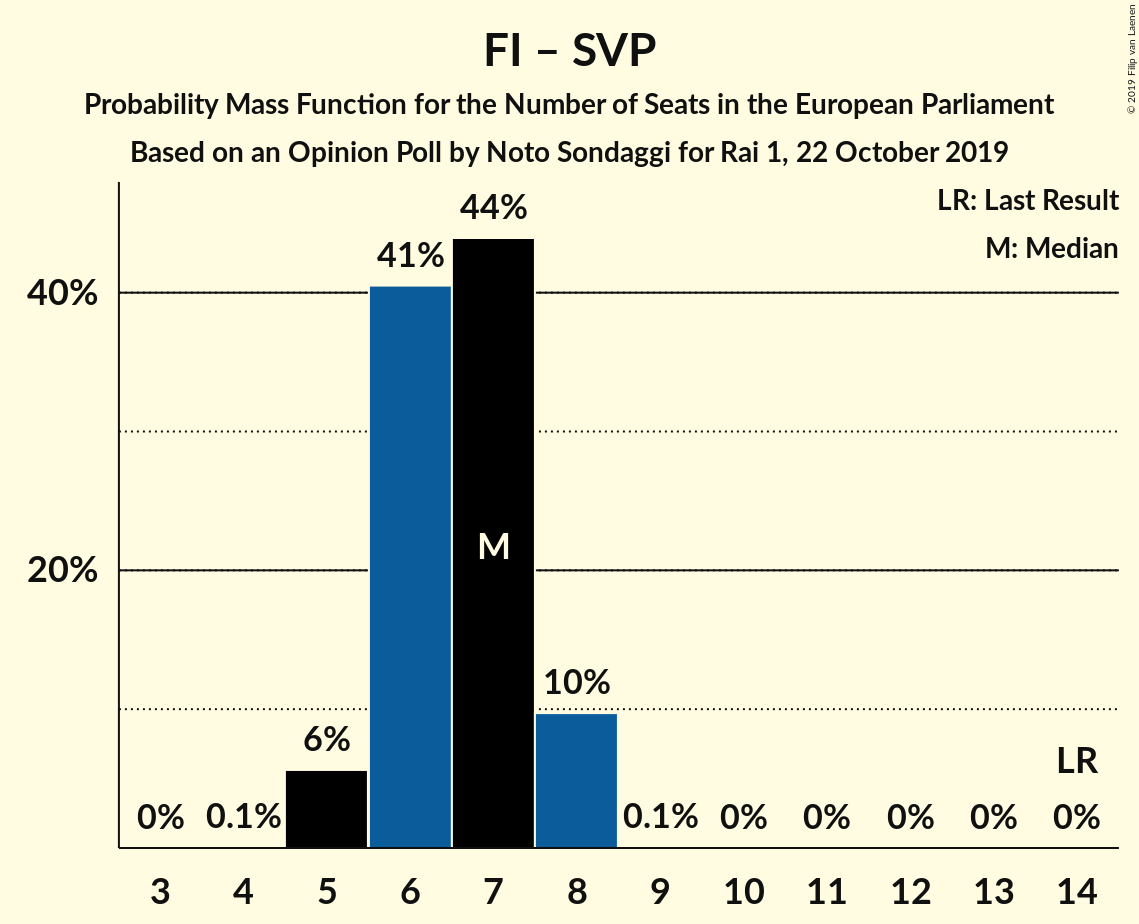 FI – SVP
Probability Mass Function for the Number of Seats in the European Parliament
Based on an Opinion Poll by Noto Sondaggi for Rai 1, 22 October 2019
© 2019 Filip van Laenen
LR: Last Result
M: Median
44%
41%
40%
M
20%
10%
6%
LR
0% 0.1% 0.1% 0% 0% 0% 0% 0%
3 4 5 6 7 8 9 10 11 12 13 14